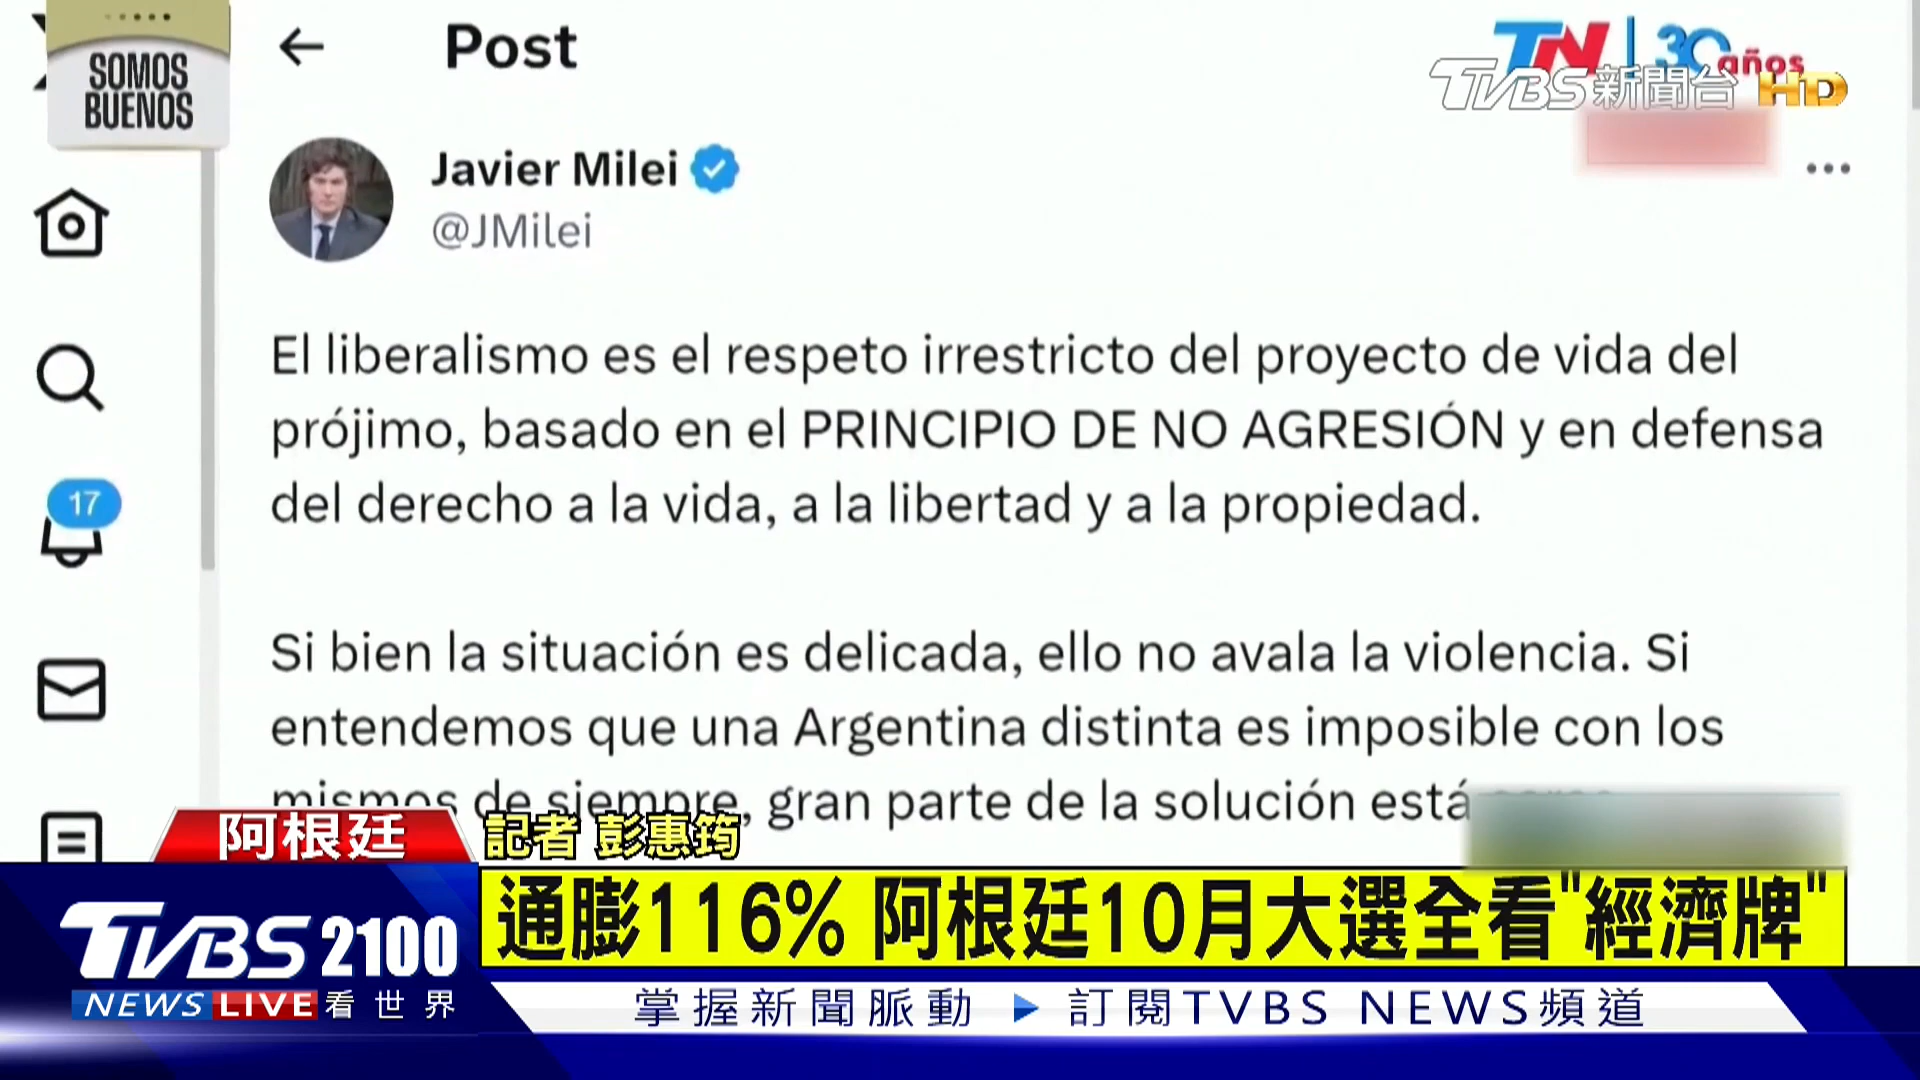 SOMOS
BUENOS
Post
TN 30 años
TVBS新聞台 HD
Javier Milei
@JMilei
El liberalismo es el respeto irrestricto del proyecto de vida del
prójimo, basado en el PRINCIPIO DE NO AGRESIÓN y en defensa
del derecho a la vida, a la libertad y a la propiedad.
17
Si bien la situación es delicada, ello no avala la violencia. Si
entendemos que una Argentina distinta es imposible con los
mismos de siempre, gran parte de la solución está
阿根廷
記者 彭惠筠
通膨116% 阿根廷10月大選全看"經濟牌"
TVBS 2100
NEWS LIVE 看世界
掌握新聞脈動 ▶ 訂閱TVBS NEWS頻道